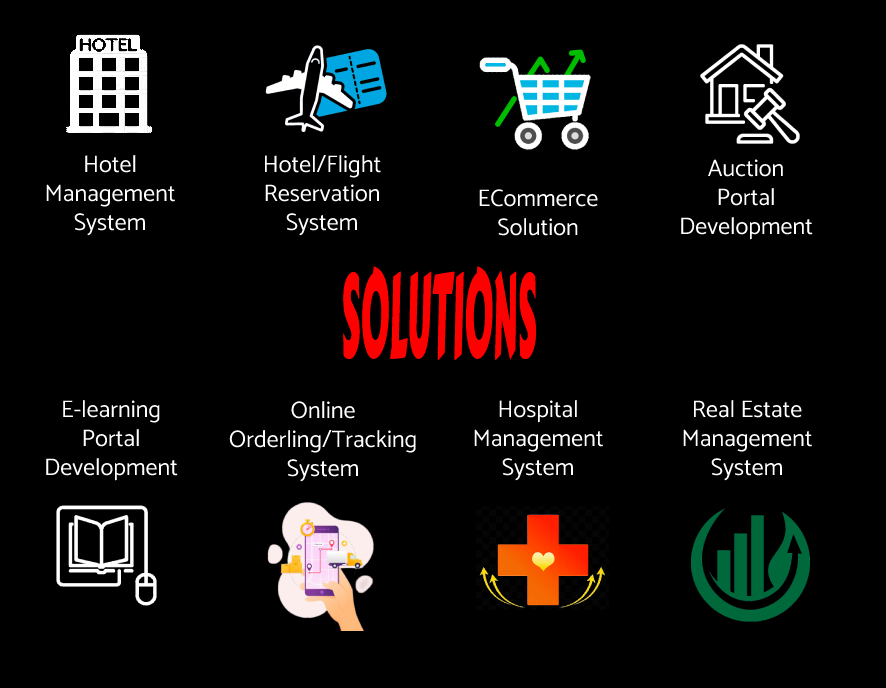 HOTEL
Hotel
Management
System
Hotel/Flight
Reservation
System
ECommerce
Solution
Auction
Portal
Development
SOLUTIONS
E-learning
Portal
Development
Online
Orderling/Tracking
System
Hospital
Management
System
Real Estate
Management
System